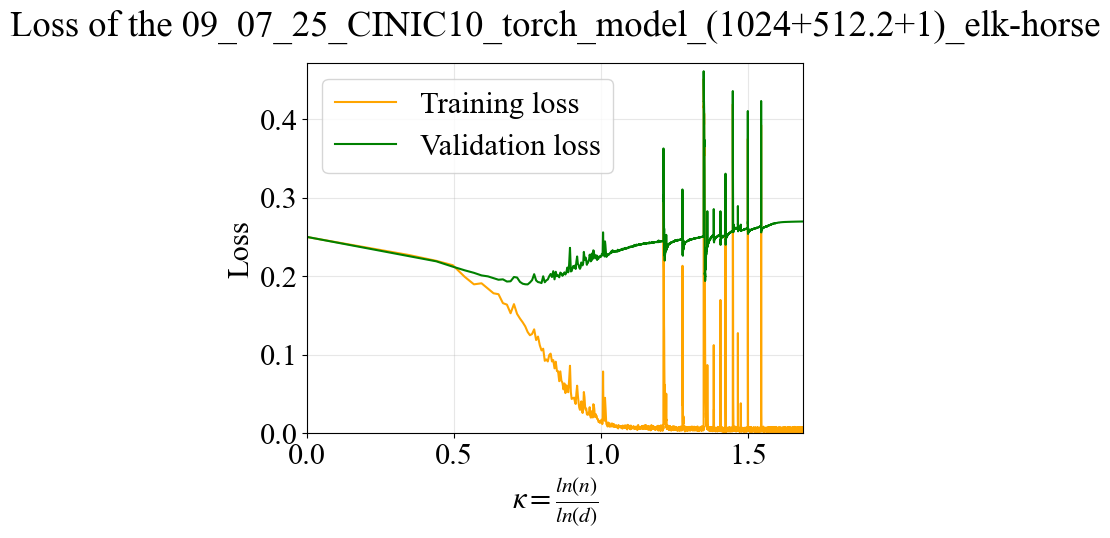 Loss of the 09_07_25_CINIC10_torch_model_(1024+512.2+1)_elk-horse
Training loss
Validation loss
Loss
0.4
0.3
0.2
0.1
0.0
0.0 0.5 1.0 1.5
κ = ln(n)/ln(d)